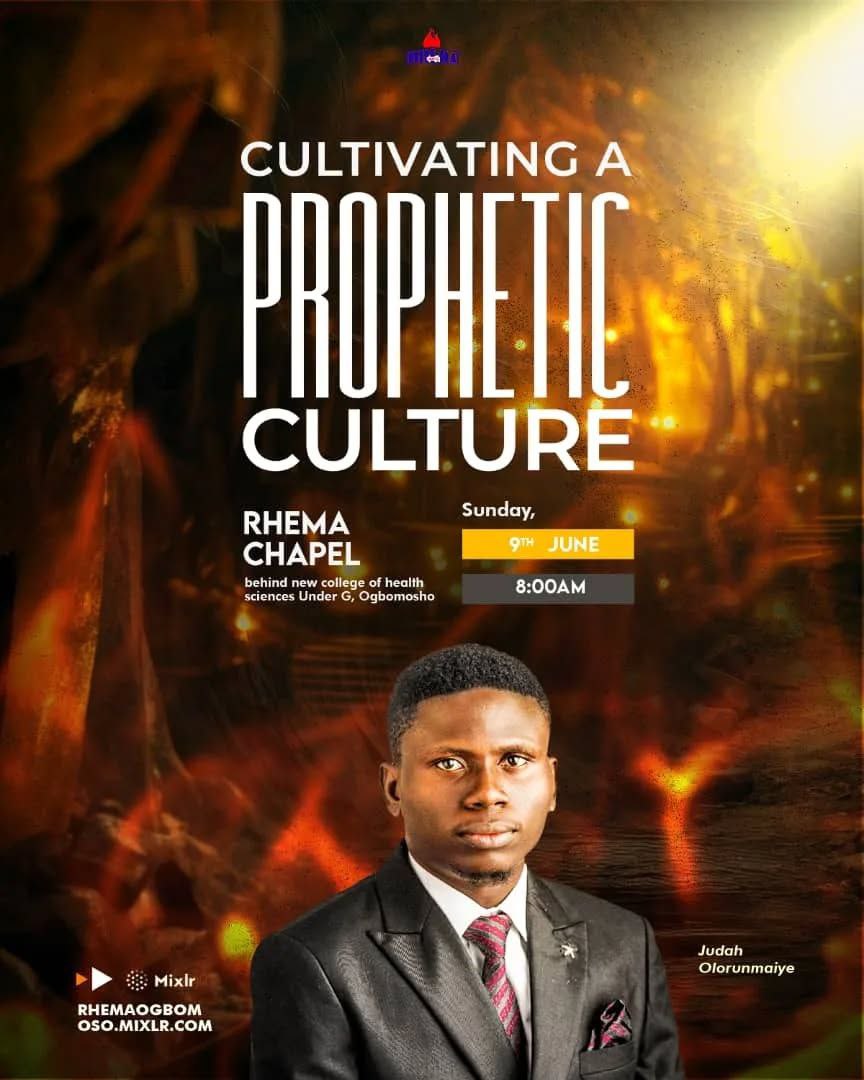 CULTIVATING A
PROPHETIC
CULTURE
RHEMA
CHAPEL
behind new college of health
sciences Under G, Ogbomosho
Sunday,
9TH JUNE
8:00AM
Judah
Olorunmaiye
Mixlr
RHEMAOGBOM
OSO.MIXLR.COM